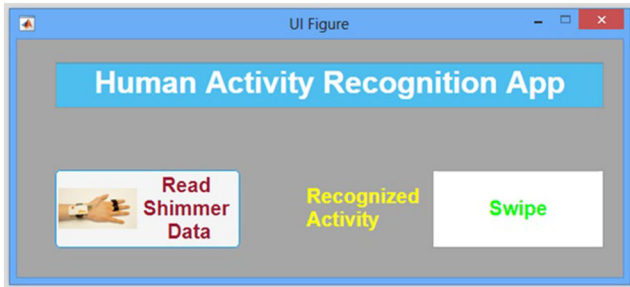 UI Figure
Human Activity Recognition App
Read
Shimmer
Data
Recognized
Activity
Swipe